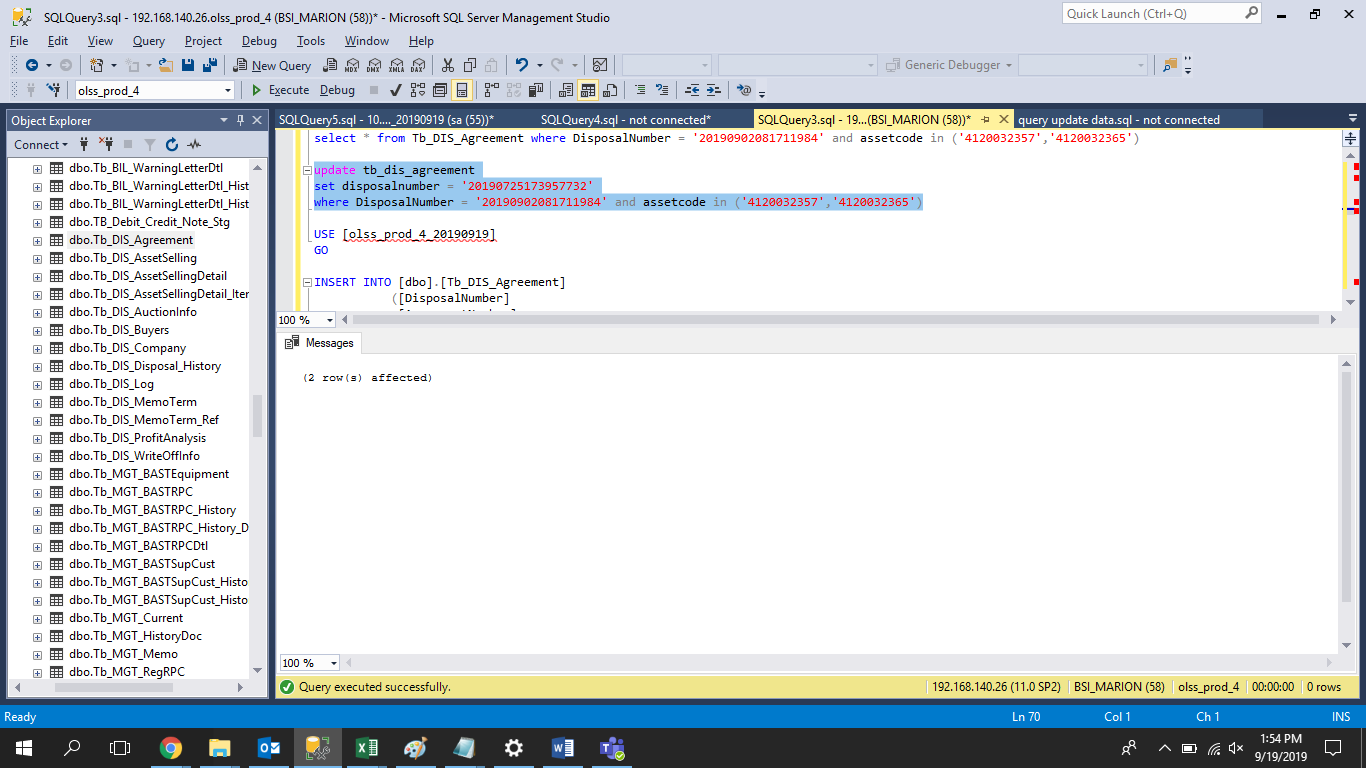 SQLQuery3.sql - 192.168.140.26.olss_prod_4 (BSI_MARION (58))* - Microsoft SQL Server Management Studio
Quick Launch (Ctrl+Q)
File Edit View Query Project Debug Tools Window Help
New Query
MDX DMX XMLA DAX
Generic Debugger
olss_prod_4
Execute Debug
Object Explorer
SQLQuery5.sql - 10...._20190919 (sa (55))*
SQLQuery4.sql - not connected*
SQLQuery3.sql - 19...(BSI_MARION (58))*
query update data.sql - not connected
Connect
dbo.Tb_BIL_WarningLetterDtl
dbo.Tb_BIL_WarningLetterDtl_Hist
dbo.Tb_BIL_WarningLetterDtl_Hist
dbo.TB_Debit_Credit_Note_Stg
dbo.Tb_DIS_Agreement
dbo.Tb_DIS_AssetSelling
dbo.Tb_DIS_AssetSellingDetail
dbo.Tb_DIS_AssetSellingDetail_Iter
dbo.Tb_DIS_AuctionInfo
dbo.Tb_DIS_Buyers
dbo.Tb_DIS_Company
dbo.Tb_DIS_Disposal_History
dbo.Tb_DIS_Log
dbo.Tb_DIS_MemoTerm
dbo.Tb_DIS_MemoTerm_Ref
dbo.Tb_DIS_ProfitAnalysis
dbo.Tb_DIS_WriteOffInfo
dbo.Tb_MGT_BASTEquipment
dbo.Tb_MGT_BASTRPC
dbo.Tb_MGT_BASTRPC_History
dbo.Tb_MGT_BASTRPC_History_D
dbo.Tb_MGT_BASTRPCDtl
dbo.Tb_MGT_BASTSupCust
dbo.Tb_MGT_BASTSupCust_Histo
dbo.Tb_MGT_BASTSupCust_Histo
dbo.Tb_MGT_Current
dbo.Tb_MGT_HistoryDoc
dbo.Tb_MGT_Memo
dbo.Tb_MGT_RegRPC
select * from Tb_DIS_Agreement where DisposalNumber = '20190902081711984' and assetcode in ('4120032357','4120032365')
update tb_dis_agreement
set disposalnumber = '20190725173957732'
where DisposalNumber = '20190902081711984' and assetcode in ('4120032357','4120032365')
USE [olss_prod_4_20190919]
GO
INSERT INTO [dbo].[Tb_DIS_Agreement]
([DisposalNumber]
100 %
Messages
(2 row(s) affected)
100 %
Query executed successfully.
192.168.140.26 (11.0 SP2) BSI_MARION (58) olss_prod_4 00:00:00 0 rows
Ready Ln 70 Col 1 Ch 1 INS
1:54 PM
9/19/2019